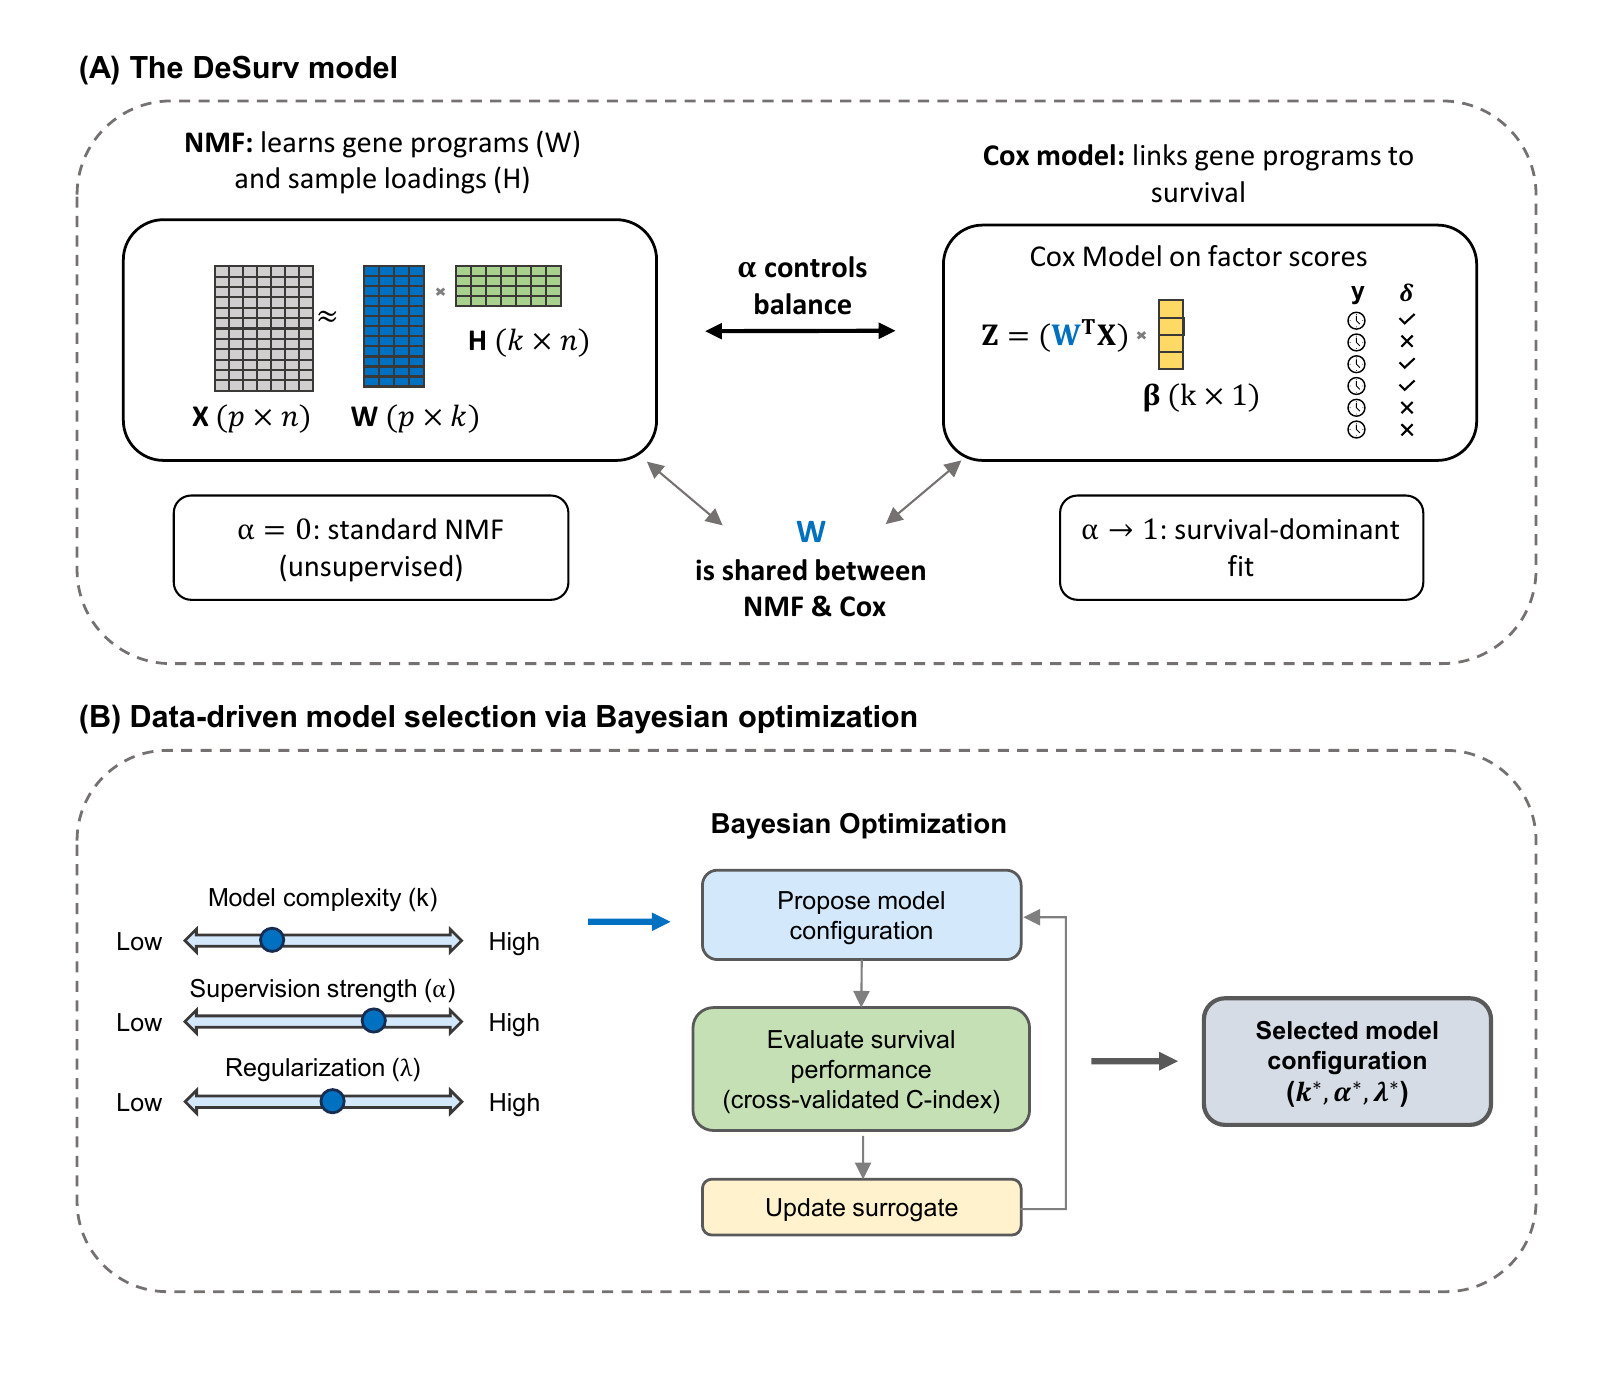 (A) The DeSurv model
NMF: learns gene programs (W)
and sample loadings (H)
Cox model: links gene programs to
survival
≈
×
H (k × n)
X (p × n)
W (p × k)
α controls
balance
Cox Model on factor scores
y δ
Z = (WᵀX) ×
β (k × 1)
α = 0: standard NMF
(unsupervised)
W
is shared between
NMF & Cox
α → 1: survival-dominant
fit
(B) Data-driven model selection via Bayesian optimization
Bayesian Optimization
Model complexity (k)
Low High
Supervision strength (α)
Low High
Regularization (λ)
Low High
Propose model
configuration
Evaluate survival
performance
(cross-validated C-index)
Update surrogate
Selected model
configuration
(k*, α*, λ*)